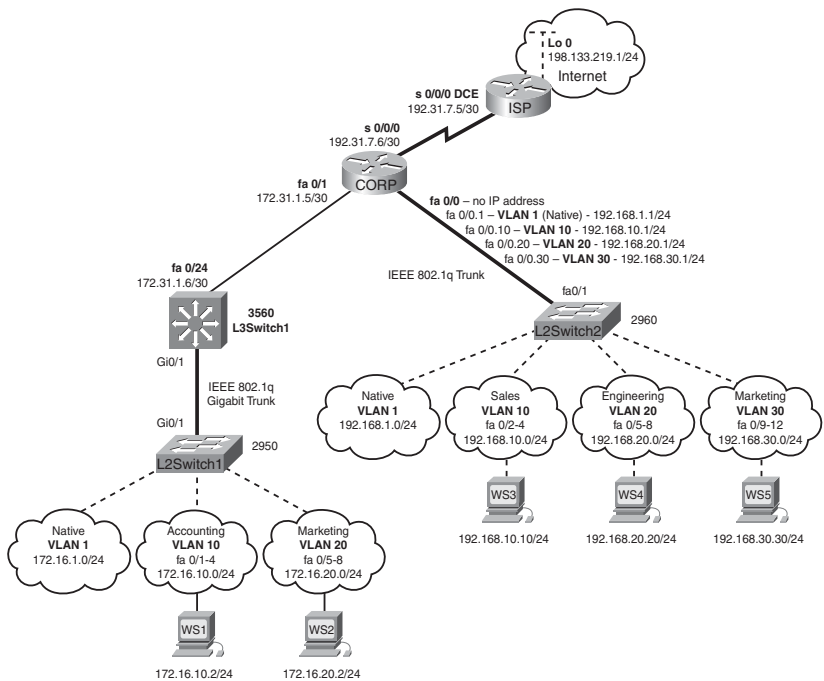 Lo 0
198.133.219.1/24
Internet
s 0/0/0 DCE
192.31.7.5/30
ISP
s 0/0/0
192.31.7.6/30
CORP
fa 0/1
172.31.1.5/30
fa 0/0 – no IP address
fa 0/0.1 – VLAN 1 (Native) - 192.168.1.1/24
fa 0/0.10 – VLAN 10 - 192.168.10.1/24
fa 0/0.20 – VLAN 20 - 192.168.20.1/24
fa 0/0.30 – VLAN 30 - 192.168.30.1/24
IEEE 802.1q Trunk
fa 0/24
172.31.1.6/30
3560
L3Switch1
Gi0/1
IEEE 802.1q
Gigabit Trunk
Gi0/1
2950
L2Switch1
fa0/1
2960
L2Switch2
Native
VLAN 1
192.168.1.0/24
Sales
VLAN 10
fa 0/2-4
192.168.10.0/24
Engineering
VLAN 20
fa 0/5-8
192.168.20.0/24
Marketing
VLAN 30
fa 0/9-12
192.168.30.0/24
WS3
192.168.10.10/24
WS4
192.168.20.20/24
WS5
192.168.30.30/24
Native
VLAN 1
172.16.1.0/24
Accounting
VLAN 10
fa 0/1-4
172.16.10.0/24
Marketing
VLAN 20
fa 0/5-8
172.16.20.0/24
WS1
172.16.10.2/24
WS2
172.16.20.2/24